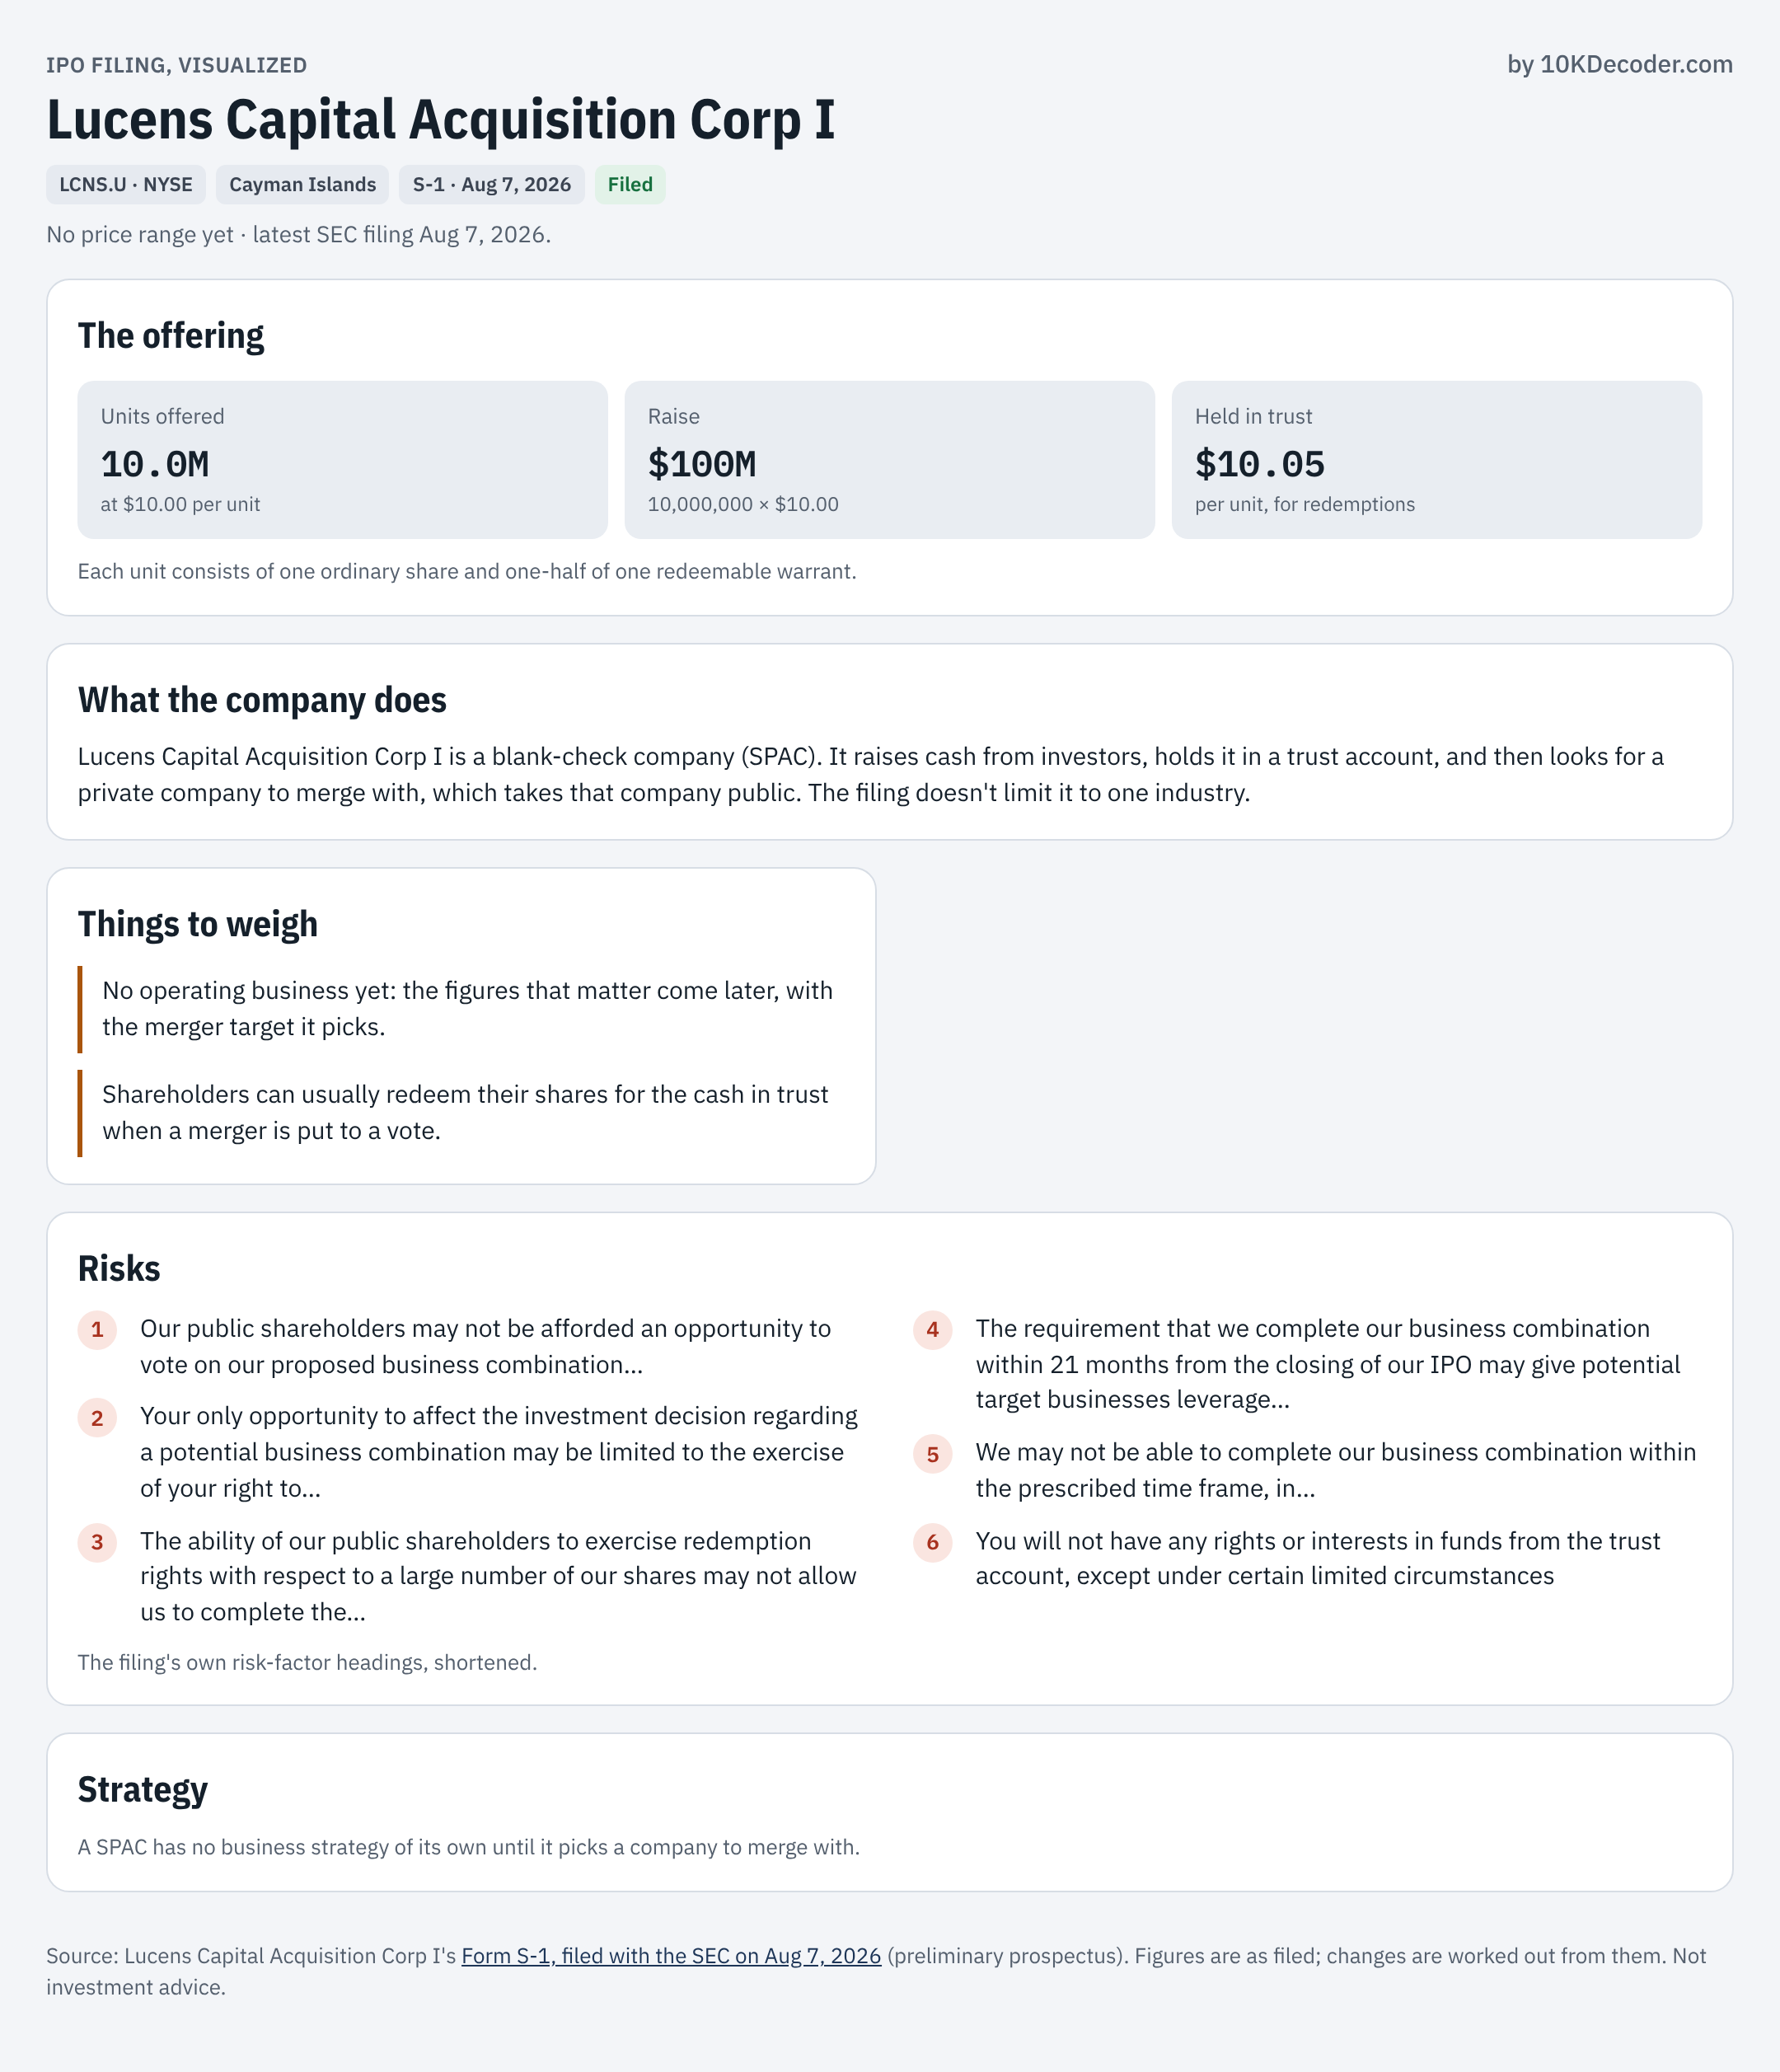 IPO FILING, VISUALIZED
by 10KDecoder.com
Lucens Capital Acquisition Corp I
LCNS.U · NYSE
Cayman Islands
S-1 · Aug 7, 2026
Filed
No price range yet · latest SEC filing Aug 7, 2026.
The offering
Units offered
10.0M
at $10.00 per unit
Raise
$100M
10,000,000 × $10.00
Held in trust
$10.05
per unit, for redemptions
Each unit consists of one ordinary share and one-half of one redeemable warrant.
What the company does
Lucens Capital Acquisition Corp I is a blank-check company (SPAC). It raises cash from investors, holds it in a trust account, and then looks for a
private company to merge with, which takes that company public. The filing doesn't limit it to one industry.
Things to weigh
No operating business yet: the figures that matter come later, with
the merger target it picks.
Shareholders can usually redeem their shares for the cash in trust
when a merger is put to a vote.
Risks
1 Our public shareholders may not be afforded an opportunity to
vote on our proposed business combination...
2 Your only opportunity to affect the investment decision regarding
a potential business combination may be limited to the exercise
of your right to...
3 The ability of our public shareholders to exercise redemption
rights with respect to a large number of our shares may not allow
us to complete the...
4 The requirement that we complete our business combination
within 21 months from the closing of our IPO may give potential
target businesses leverage...
5 We may not be able to complete our business combination within
the prescribed time frame, in...
6 You will not have any rights or interests in funds from the trust
account, except under certain limited circumstances
The filing's own risk-factor headings, shortened.
Strategy
A SPAC has no business strategy of its own until it picks a company to merge with.
Source: Lucens Capital Acquisition Corp I's Form S-1, filed with the SEC on Aug 7, 2026 (preliminary prospectus). Figures are as filed; changes are worked out from them. Not
investment advice.